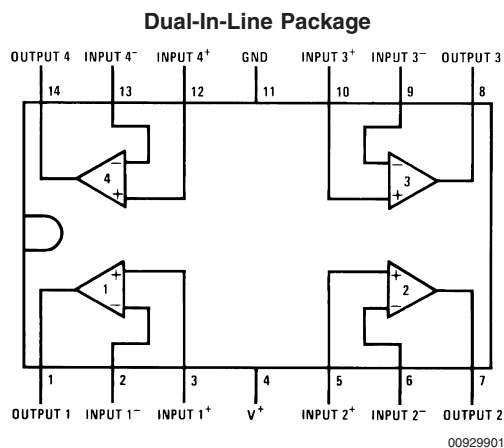 Dual-In-Line Package
OUTPUT 4 INPUT 4- INPUT 4+ GND INPUT 3+ INPUT 3- OUTPUT 3
14 13 12 11 10 9 8
- -
4 3
+ +
+ +
1 2
- -
1 2 3 4 5 6 7
OUTPUT 1 INPUT 1- INPUT 1+ V+ INPUT 2+ INPUT 2- OUTPUT 2
00929901